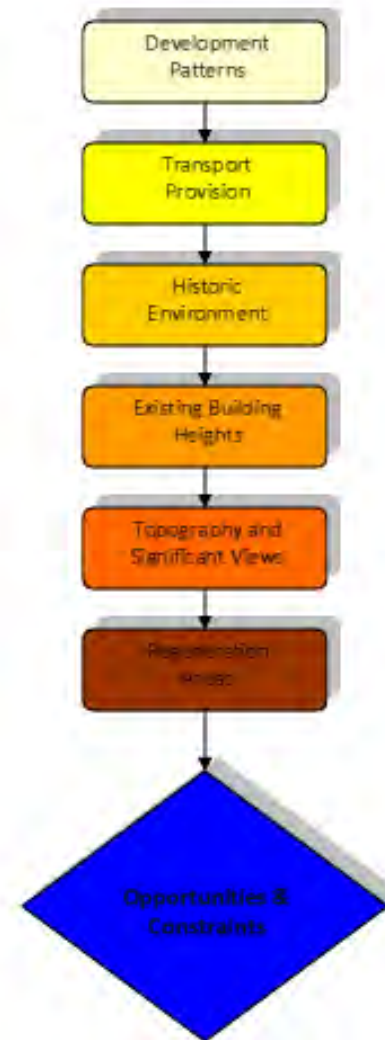 Development
Patterns
Transport
Provision
Historic
Environment
Existing Building
Heights
Topography and
Significant Views
Regeneration
Areas
Opportunities &
Constraints